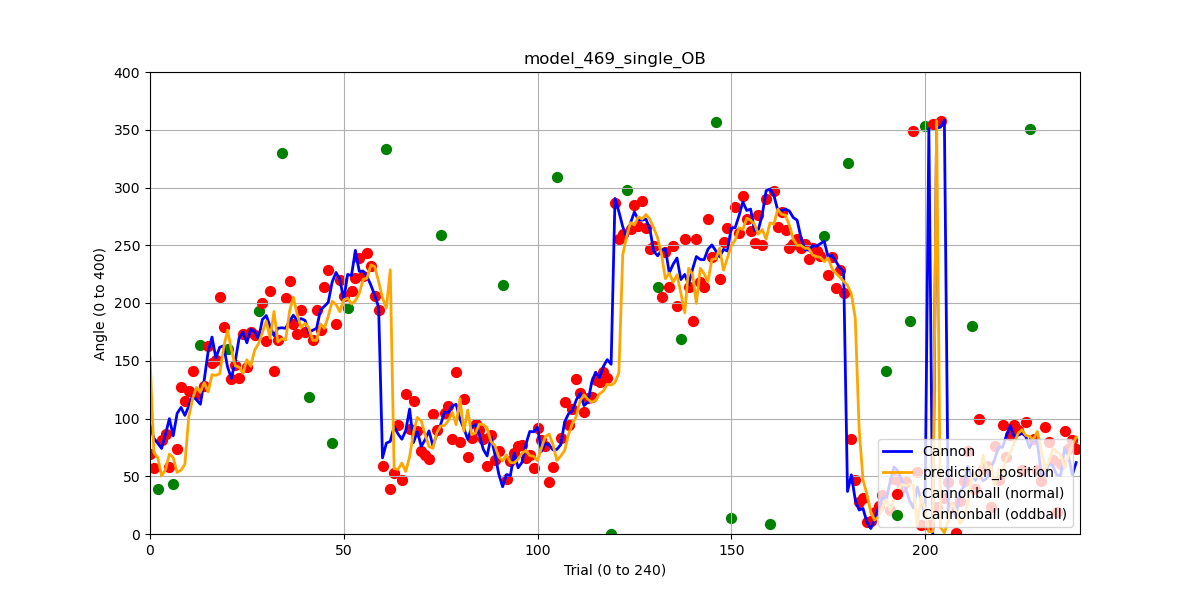 model_469_single_OB
400
350
300
250
200
150
100
50
0
Angle (0 to 400)
0 50 100 150 200
Trial (0 to 240)
Cannon
prediction_position
Cannonball (normal)
Cannonball (oddball)